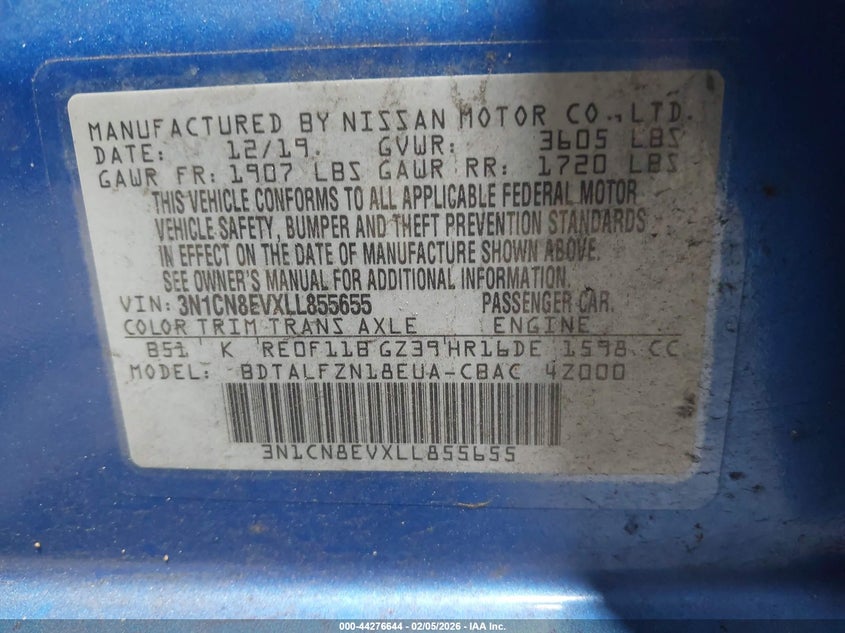 MANUFACTURED BY NISSAN MOTOR CO.,LTD.
DATE: 12/19. GVWR: 3605 LBS
GAWR FR: 1907 LBS GAWR RR: 1720 LBS
THIS VEHICLE CONFORMS TO ALL APPLICABLE FEDERAL MOTOR
VEHICLE SAFETY, BUMPER AND THEFT PREVENTION STANDARDS
IN EFFECT ON THE DATE OF MANUFACTURE SHOWN ABOVE.
SEE OWNER'S MANUAL FOR ADDITIONAL INFORMATION.
VIN: 3N1CN8EVXLL855655 PASSENGER CAR.
COLOR TRIM TRANS AXLE ENGINE
B51 K RE0F11B GZ39 HR16DE 1598 CC
MODEL: BDTALFZN18EUA-CBAC 4Z000
3N1CN8EVXLL855655
000-44276644 | 02/05/2026 - IAA Inc.